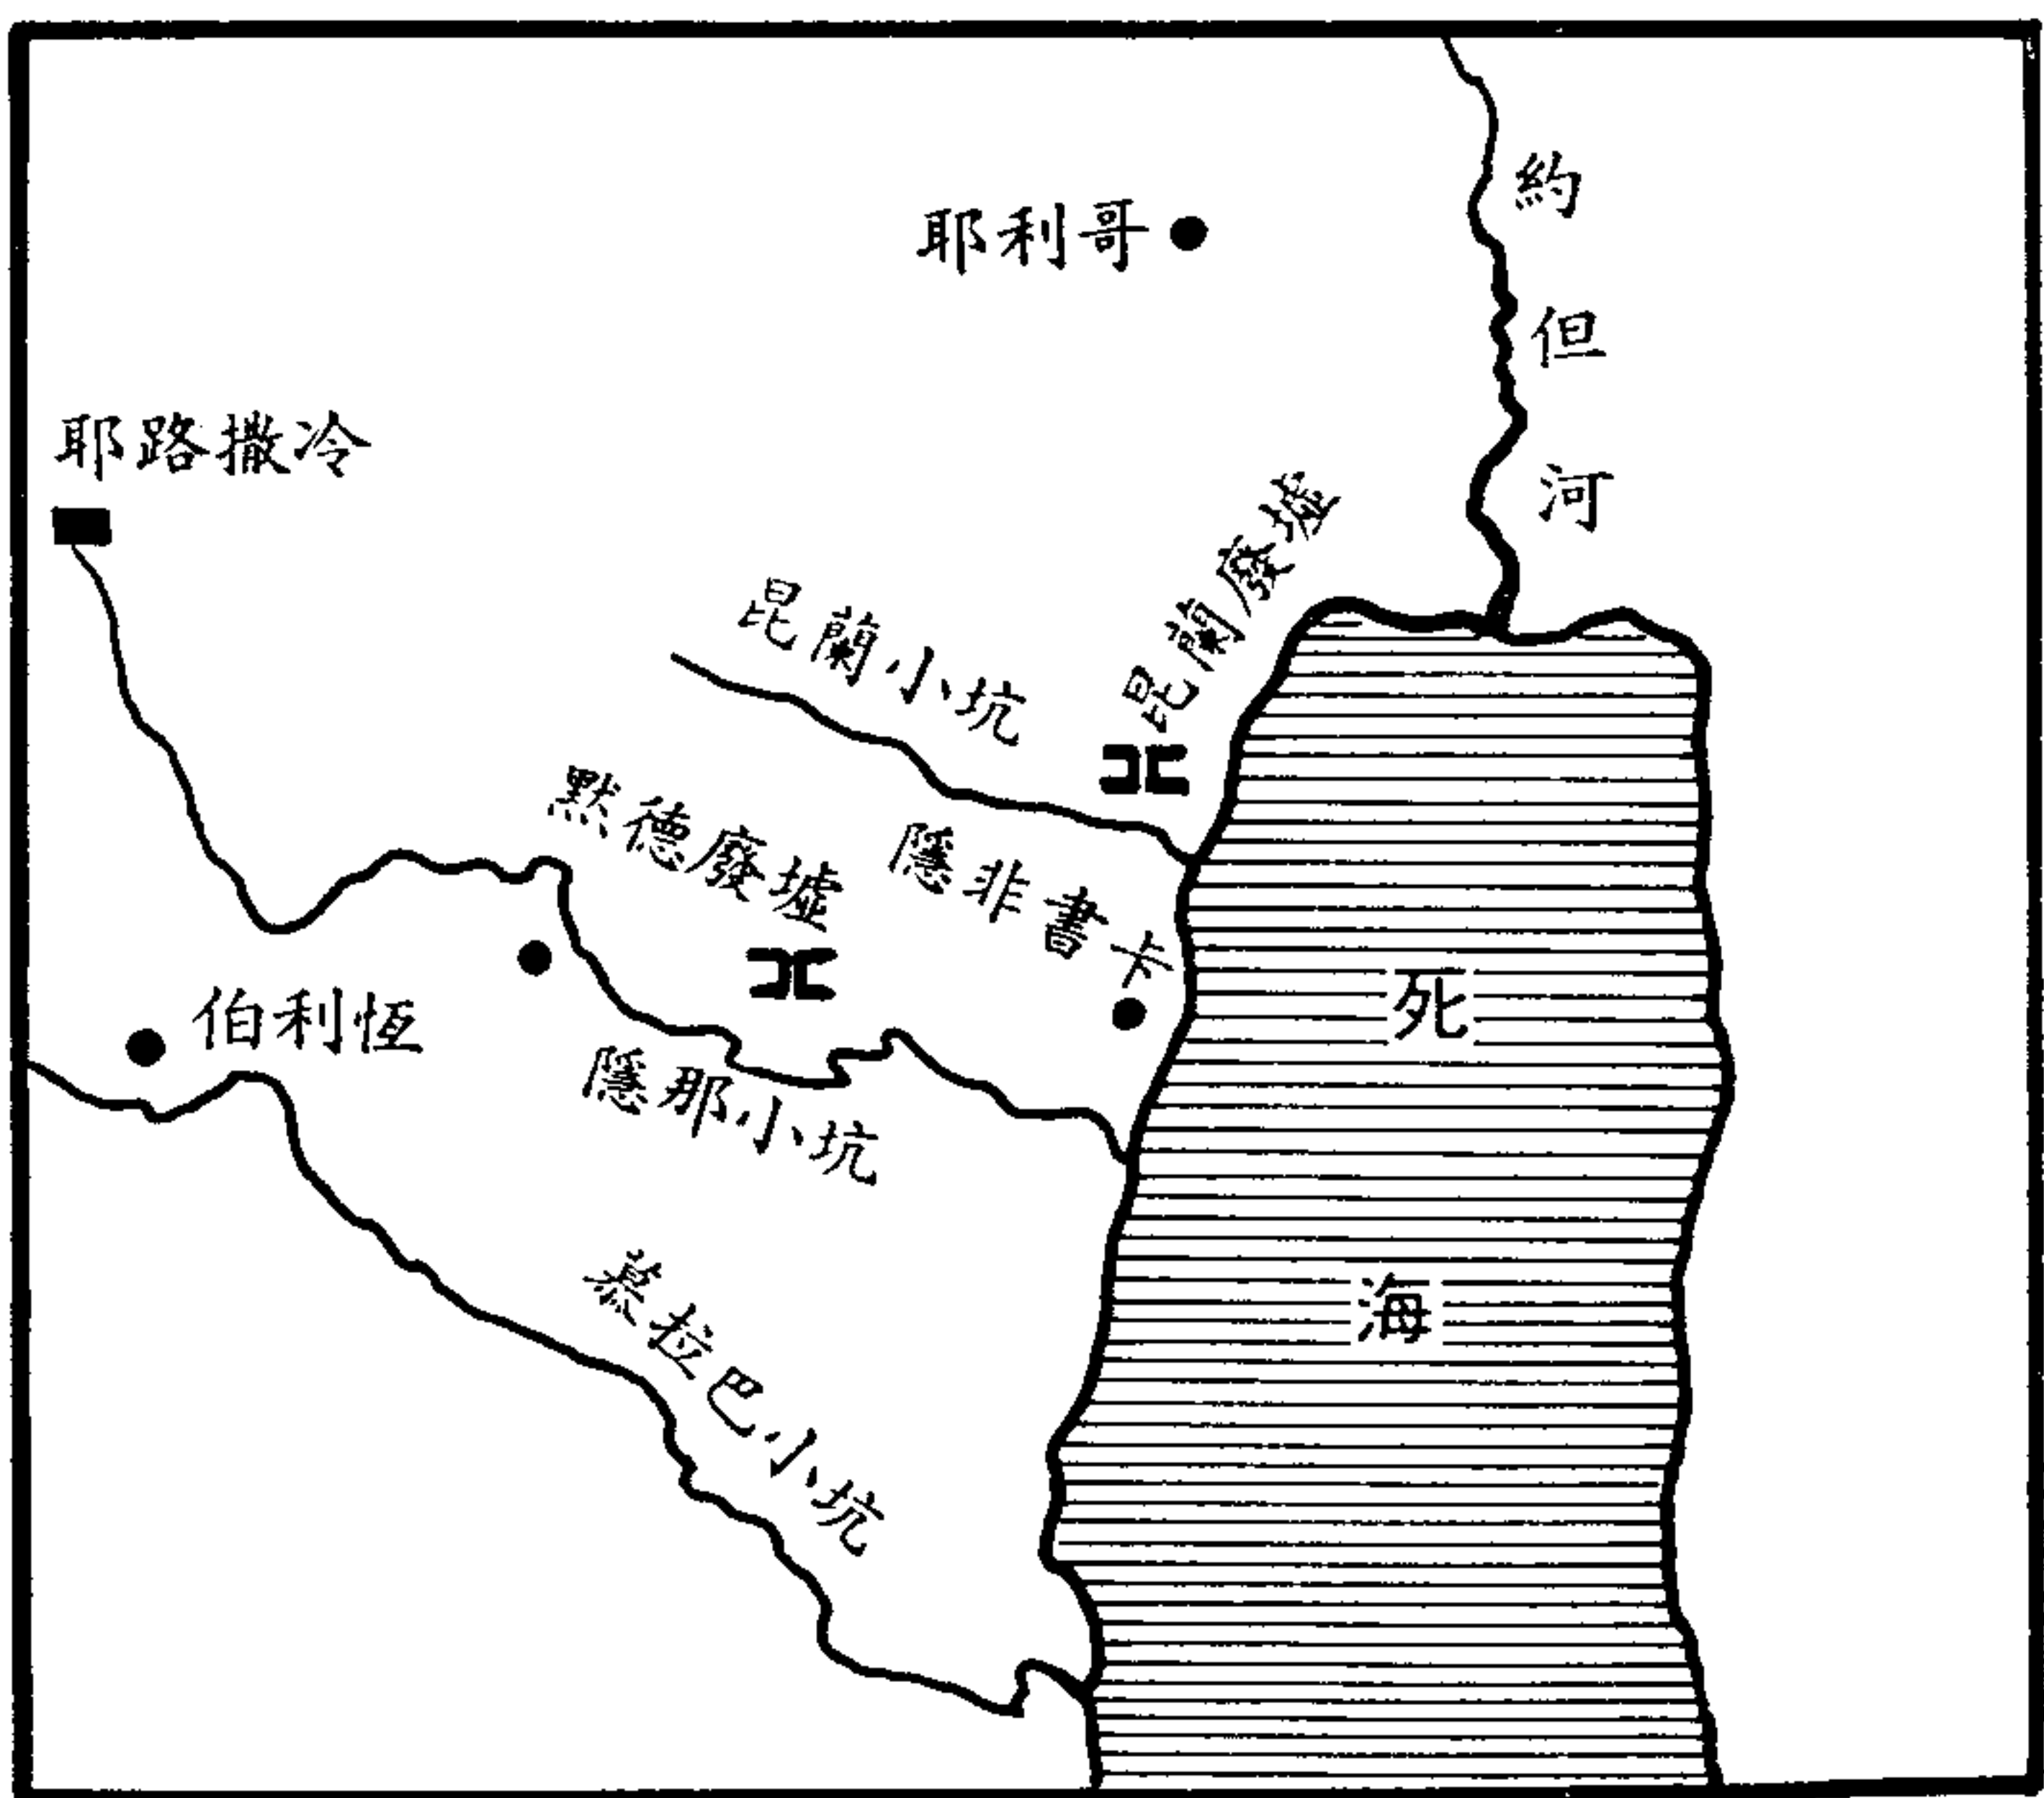 約但河
耶利哥
耶路撒冷
昆蘭廢墟
昆蘭小坑
默德廢墟
隱非書卡
伯利恆
隱那小坑
死海
慕拉巴小坑